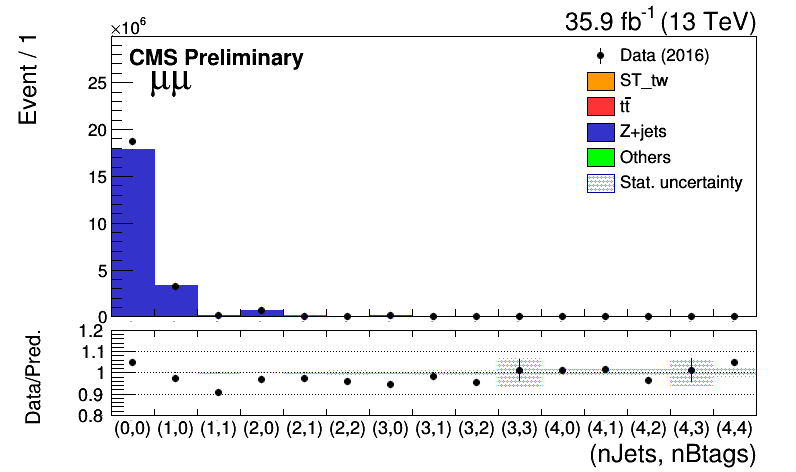 ×10⁶
35.9 fb⁻¹ (13 TeV)
Event / 1
CMS Preliminary
μμ
Data (2016)
ST_tw
tt̄
Z+jets
Others
Stat. uncertainty
25
20
15
10
5
0
Data/Pred.
1.2
1.1
1
0.9
0.8
(0,0) (1,0) (1,1) (2,0) (2,1) (2,2) (3,0) (3,1) (3,2) (3,3) (4,0) (4,1) (4,2) (4,3) (4,4)
(nJets, nBtags)